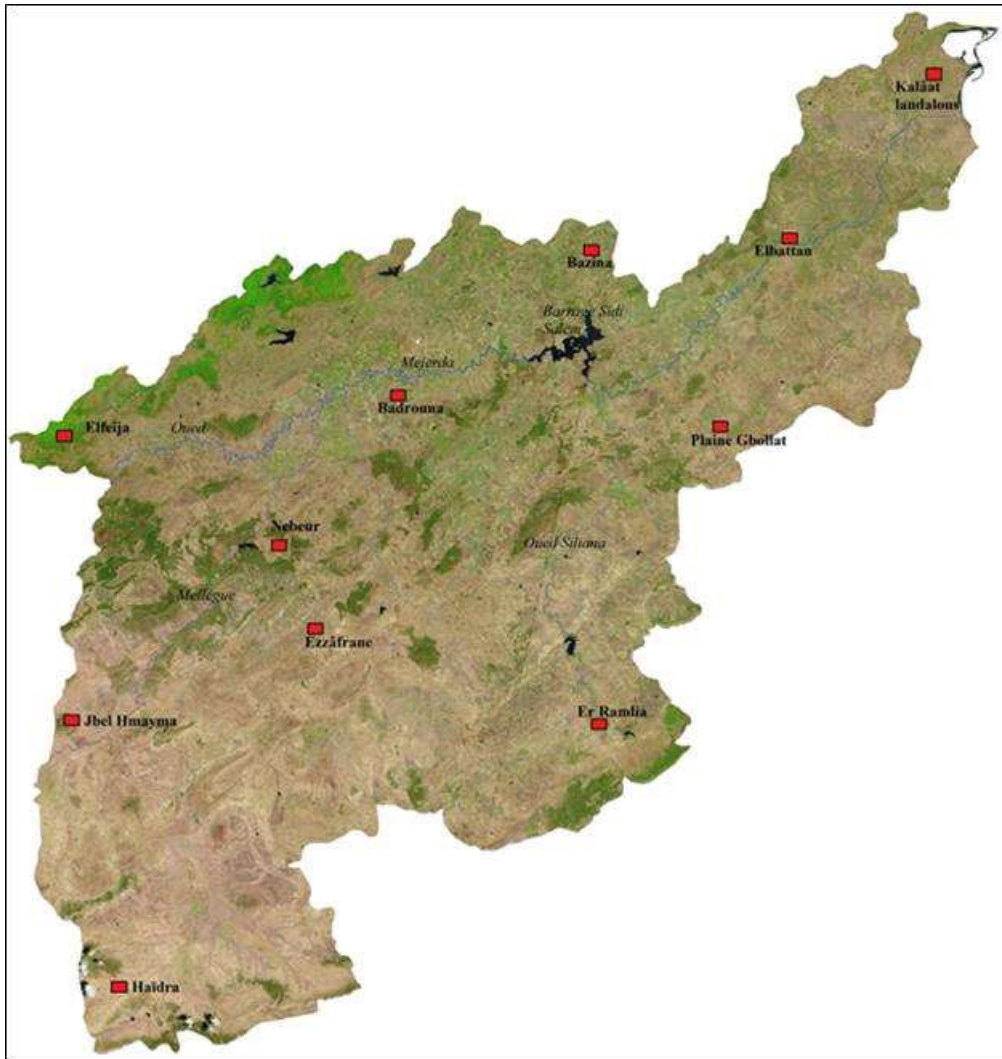 Kalâat
landalous
Elbattan
Bazina
Barrage Sidi
Salem
Mejerda
Badrouna
Elfeija
Oued
Plaine Gbollat
Nebeur
Oued Siliana
Mellegue
Ezzâfrane
Jbel Hmayma
Er Ramlia
Haïdra